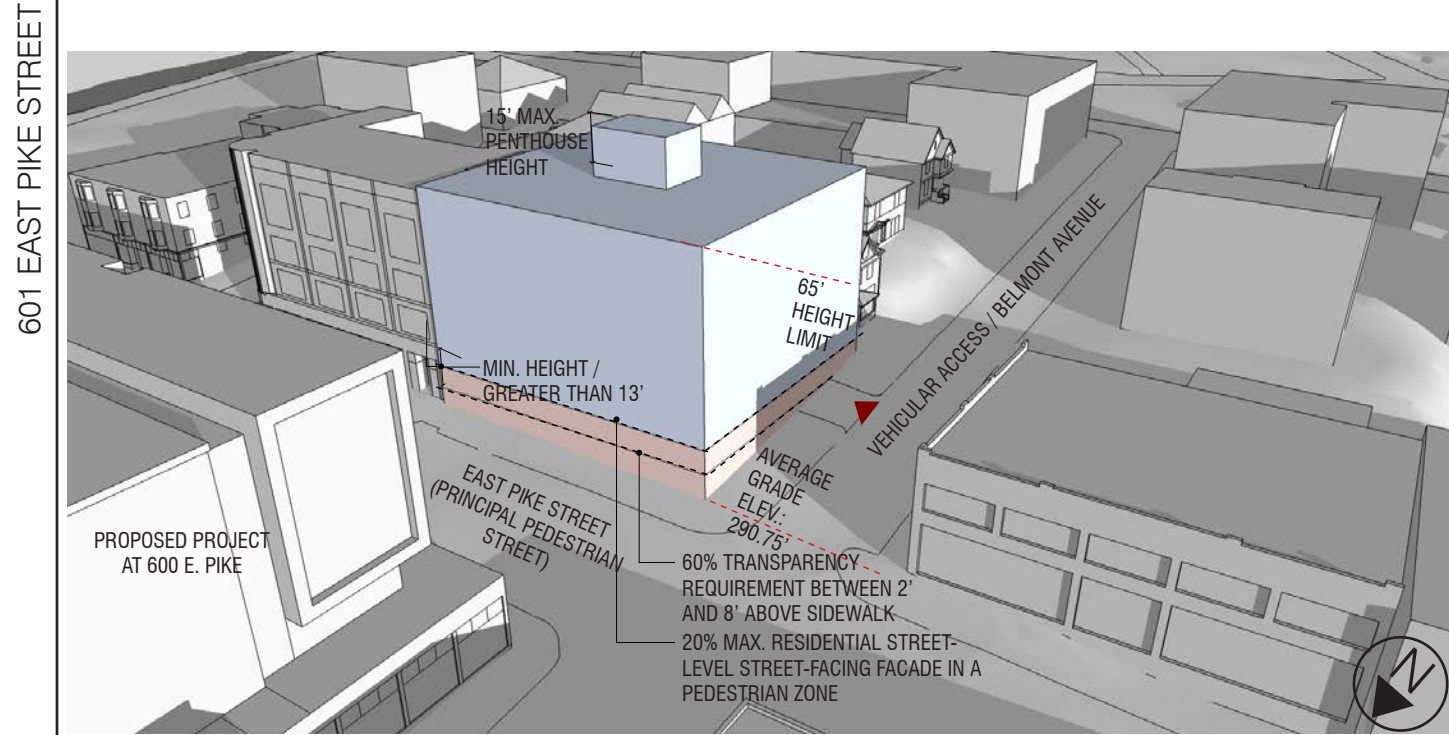 601 EAST PIKE STREET
15’ MAX.
PENTHOUSE
HEIGHT
65’
HEIGHT
LIMIT
VEHICULAR ACCESS / BELMONT AVENUE
MIN. HEIGHT /
GREATER THAN 13’
EAST PIKE STREET
(PRINCIPAL PEDESTRIAN
STREET)
AVERAGE
GRADE
ELEV.:
290.75’
PROPOSED PROJECT
AT 600 E. PIKE
60% TRANSPARENCY
REQUIREMENT BETWEEN 2’
AND 8’ ABOVE SIDEWALK
20% MAX. RESIDENTIAL STREET-
LEVEL STREET-FACING FACADE IN A
PEDESTRIAN ZONE
N